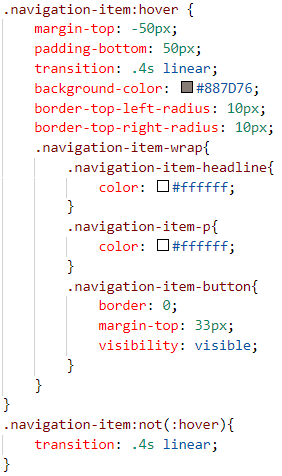 .navigation-item:hover {
    margin-top: -50px;
    padding-bottom: 50px;
    transition: .4s linear;
    background-color: #887D76;
    border-top-left-radius: 10px;
    border-top-right-radius: 10px;
    .navigation-item-wrap{
        .navigation-item-headline{
            color: #ffffff;
        }
        .navigation-item-p{
            color: #ffffff;
        }
        .navigation-item-button{
            border: 0;
            margin-top: 33px;
            visibility: visible;
        }
    }
}
.navigation-item:not(:hover){
    transition: .4s linear;
}